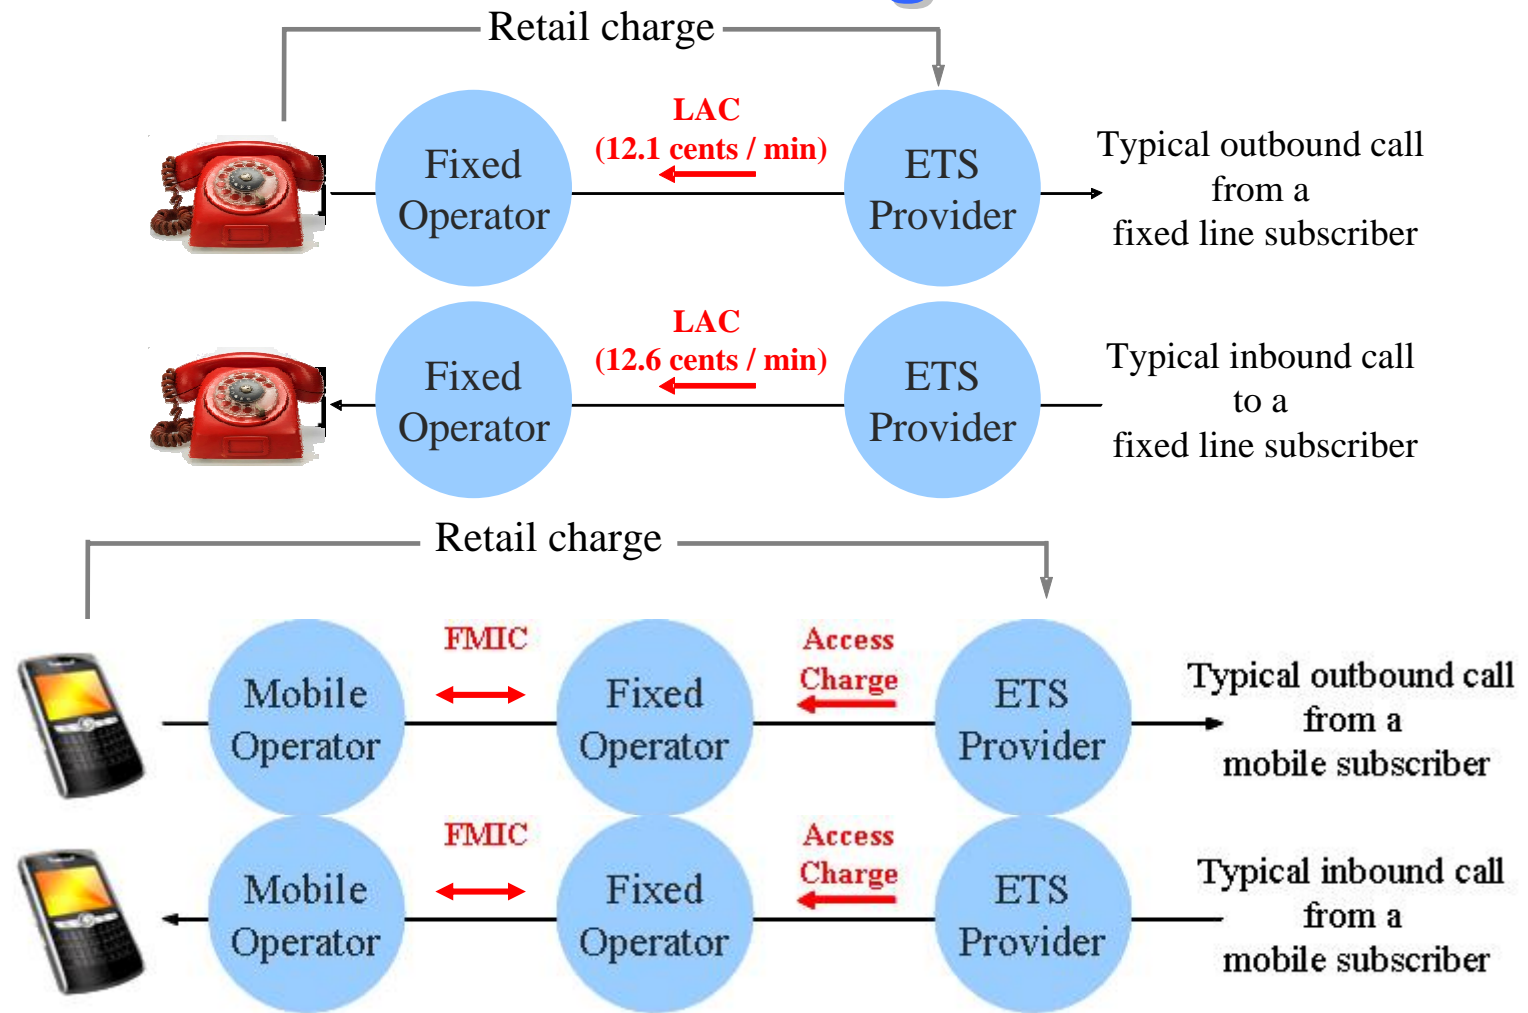 Retail charge
LAC
(12.1 cents / min)
Fixed
Operator
ETS
Provider
Typical outbound call
from a
fixed line subscriber
LAC
(12.6 cents / min)
Fixed
Operator
ETS
Provider
Typical inbound call
to a
fixed line subscriber
Retail charge
FMIC
Access
Charge
Mobile
Operator
Fixed
Operator
ETS
Provider
Typical outbound call
from a
mobile subscriber
FMIC
Access
Charge
Mobile
Operator
Fixed
Operator
ETS
Provider
Typical inbound call
from a
mobile subscriber